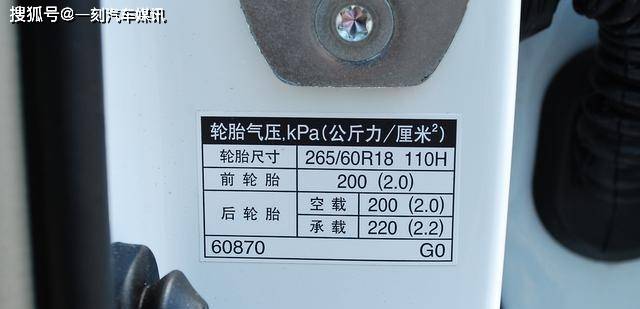 搜狐号@一刻汽车媒讯
轮胎气压,kPa(公斤力/厘米²)
轮胎尺寸 265/60R18 110H
前轮胎 200 (2.0)
后轮胎 空载 200 (2.0)
承载 220 (2.2)
60870 G0